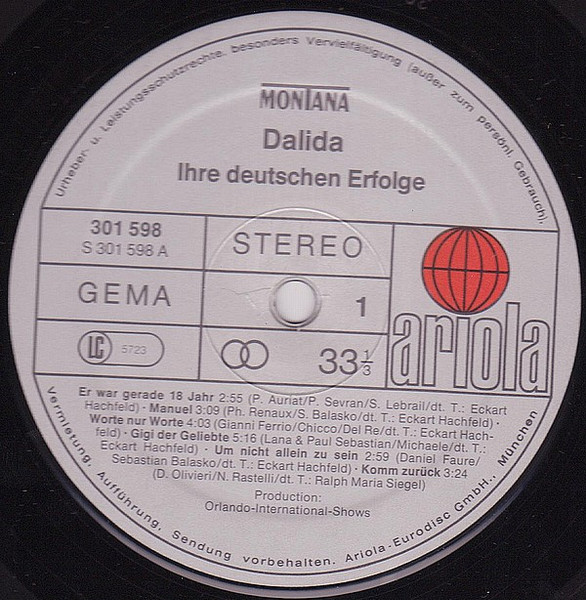 Urheber- u. Leistungsschutzrechte, besonders Vervielfältigung (außer zum persönl. Gebrauch),
MONTANA
Dalida
Ihre deutschen Erfolge
301 598
S 301 598 A
STEREO
GEMA
1
LC 5723
33 1/3
ariola
Er war gerade 18 Jahr 2:55 (P. Auriat/P. Sevran/S. Lebrail/dt. T.: Eckart
Hachfeld) · Manuel 3:09 (Ph. Renaux/S. Balasko/dt. T.: Eckart Hachfeld) ·
Worte nur Worte 4:03 (Gianni Ferrio/Chicco/Del Re/dt. T.: Eckart Hach-
feld) · Gigi der Geliebte 5:16 (Lana & Paul Sebastian/Michaele/dt. T.:
Eckart Hachfeld) · Um nicht allein zu sein 2:59 (Daniel Faure/
Sebastian Balasko/dt. T.: Eckart Hachfeld) · Komm zurück 3:24
(D. Olivieri/N. Rastelli/dt. T.: Ralph Maria Siegel)
Production:
Orlando-International-Shows
Vermietung, Aufführung, Sendung vorbehalten. Ariola-Eurodisc GmbH., München